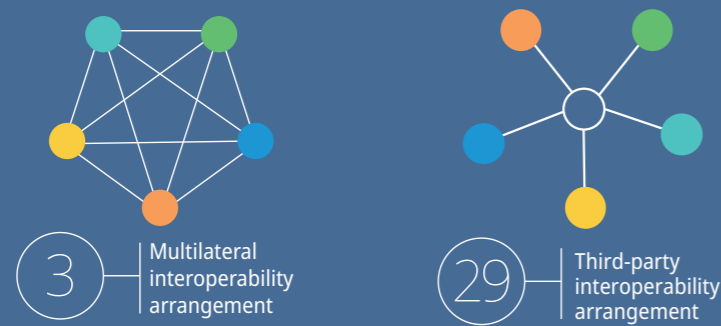 3
Multilateral
interoperability
arrangement
29
Third-party
interoperability
arrangement